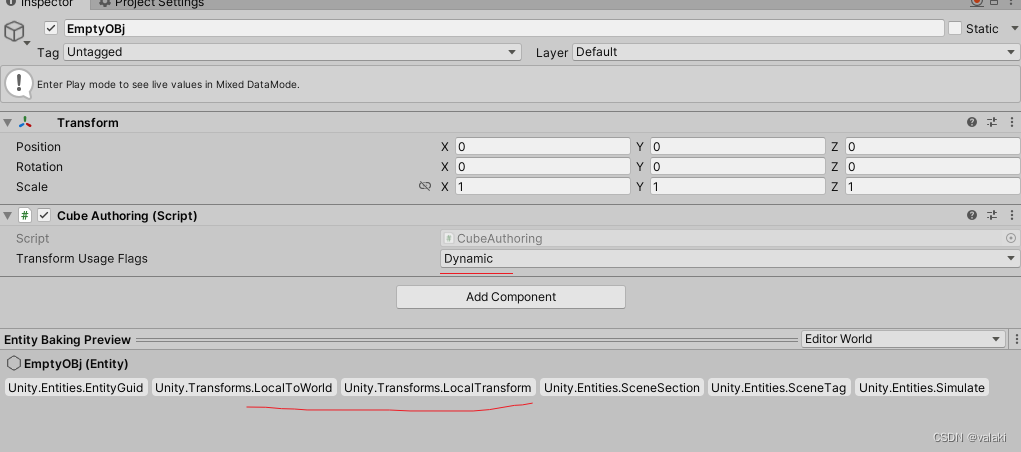 Inspector Project Settings
EmptyOBj Static
Tag Untagged Layer Default
Enter Play mode to see live values in Mixed DataMode.
Transform
Position X 0 Y 0 Z 0
Rotation X 0 Y 0 Z 0
Scale X 1 Y 1 Z 1
# Cube Authoring (Script)
Script # CubeAuthoring
Transform Usage Flags Dynamic
Add Component
Entity Baking Preview Editor World
EmptyOBj (Entity)
Unity.Entities.EntityGuid Unity.Transforms.LocalToWorld Unity.Transforms.LocalTransform Unity.Entities.SceneSection Unity.Entities.SceneTag Unity.Entities.Simulate
CSDN @valaki